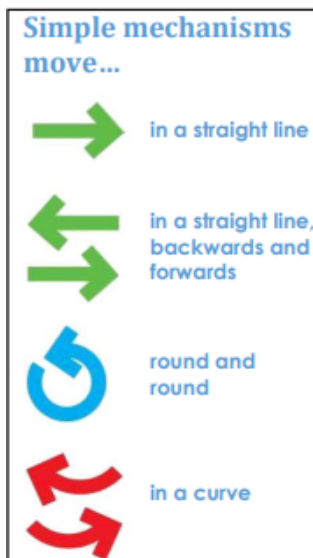 Simple mechanisms
move...
in a straight line
in a straight line,
backwards and
forwards
round and
round
in a curve